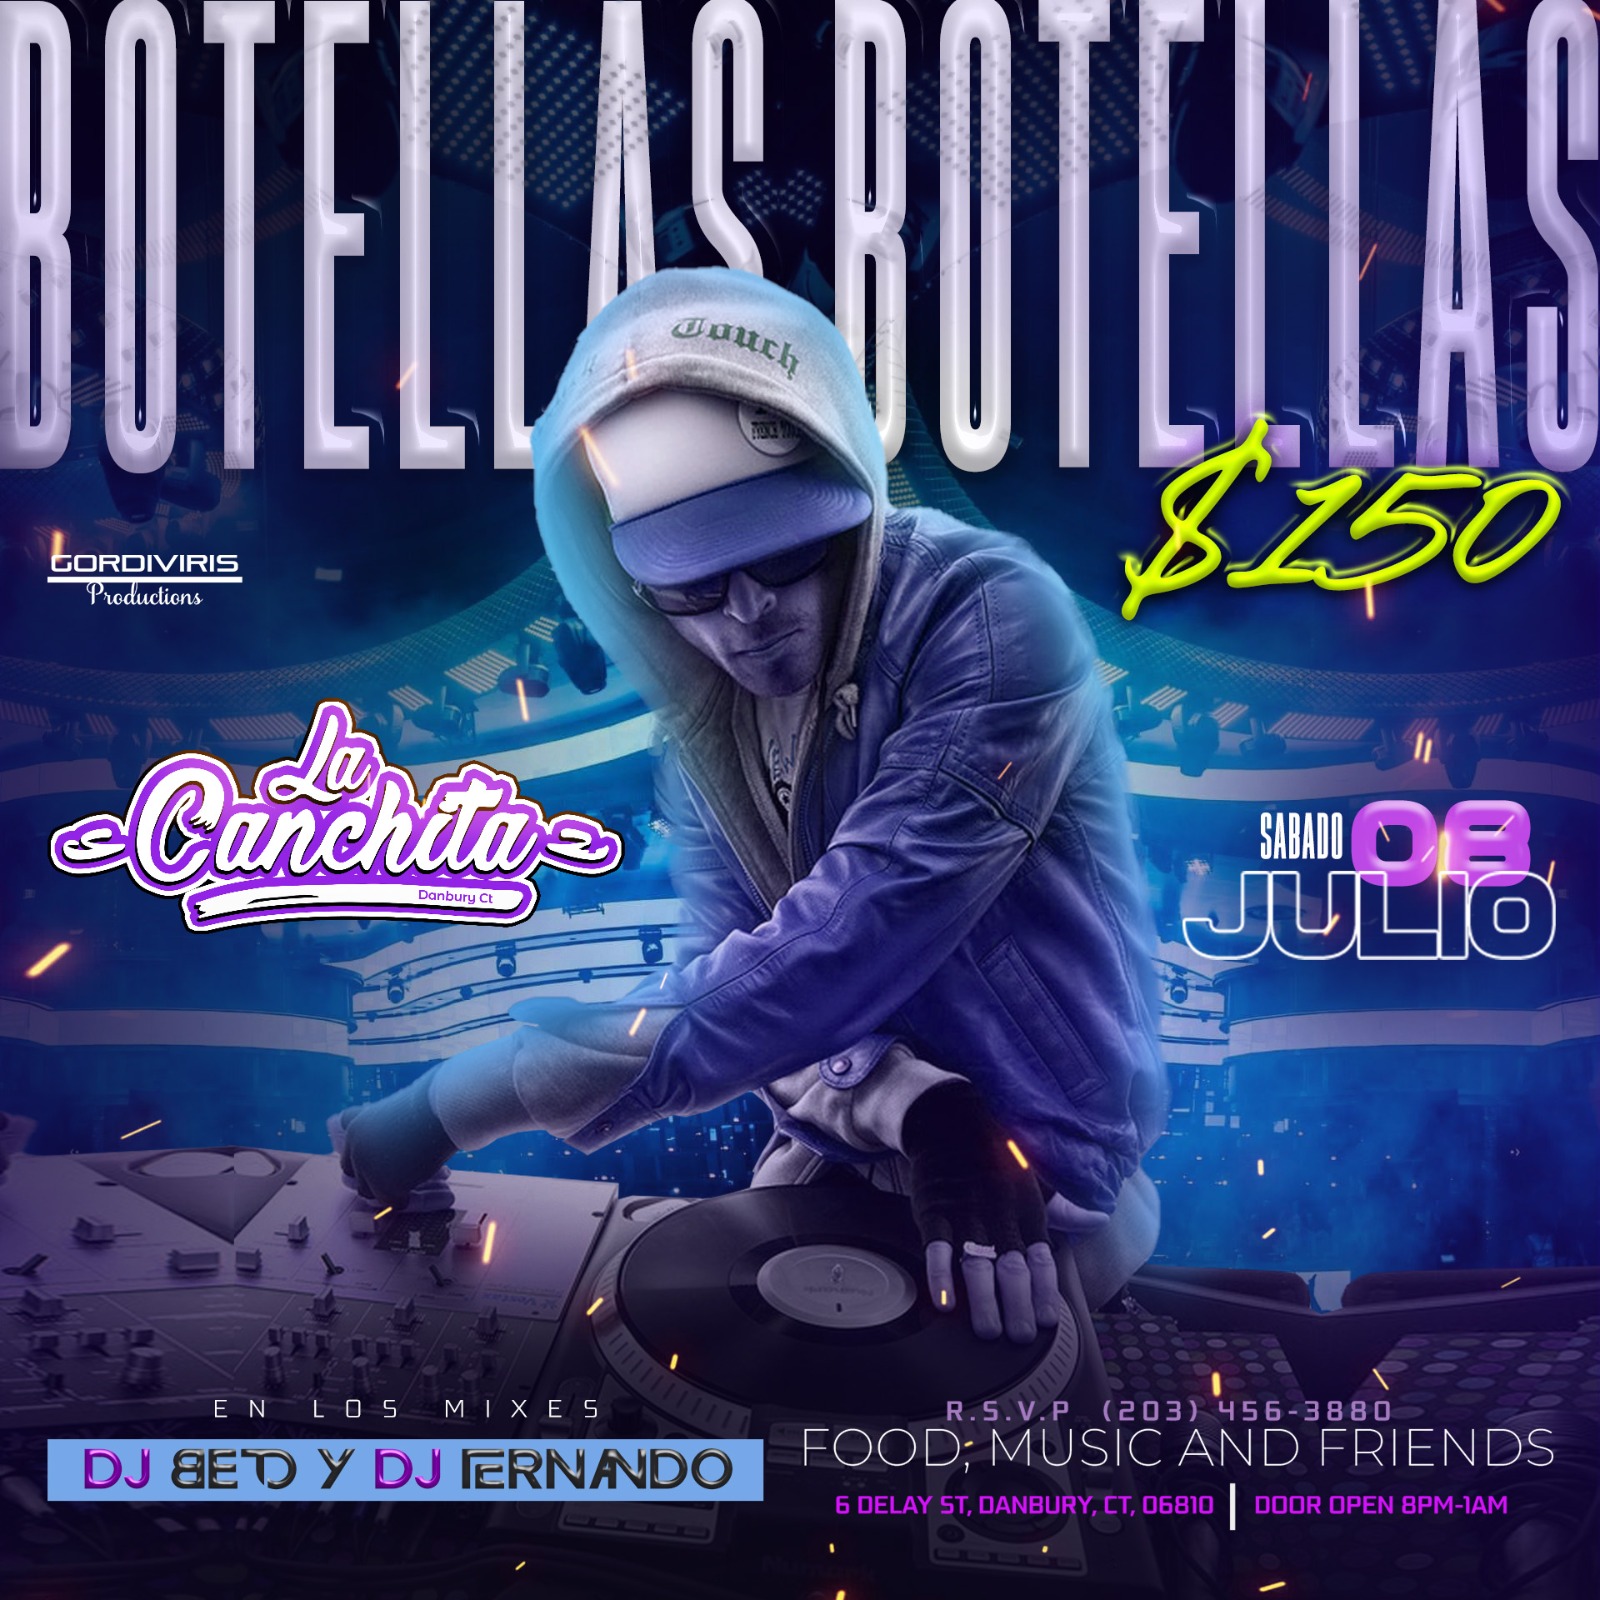 BOTELLAS BOTELLAS
$150
Touch
GORDIVIRIS
Productions
La
Canchita
Danbury Ct
SABADO 08
JULIO
EN LOS MIXES
DJ BETO Y DJ FERNANDO
R.S.V.P (203) 456-3880
FOOD, MUSIC AND FRIENDS
6 DELAY ST, DANBURY, CT, 06810 | DOOR OPEN 8PM-1AM